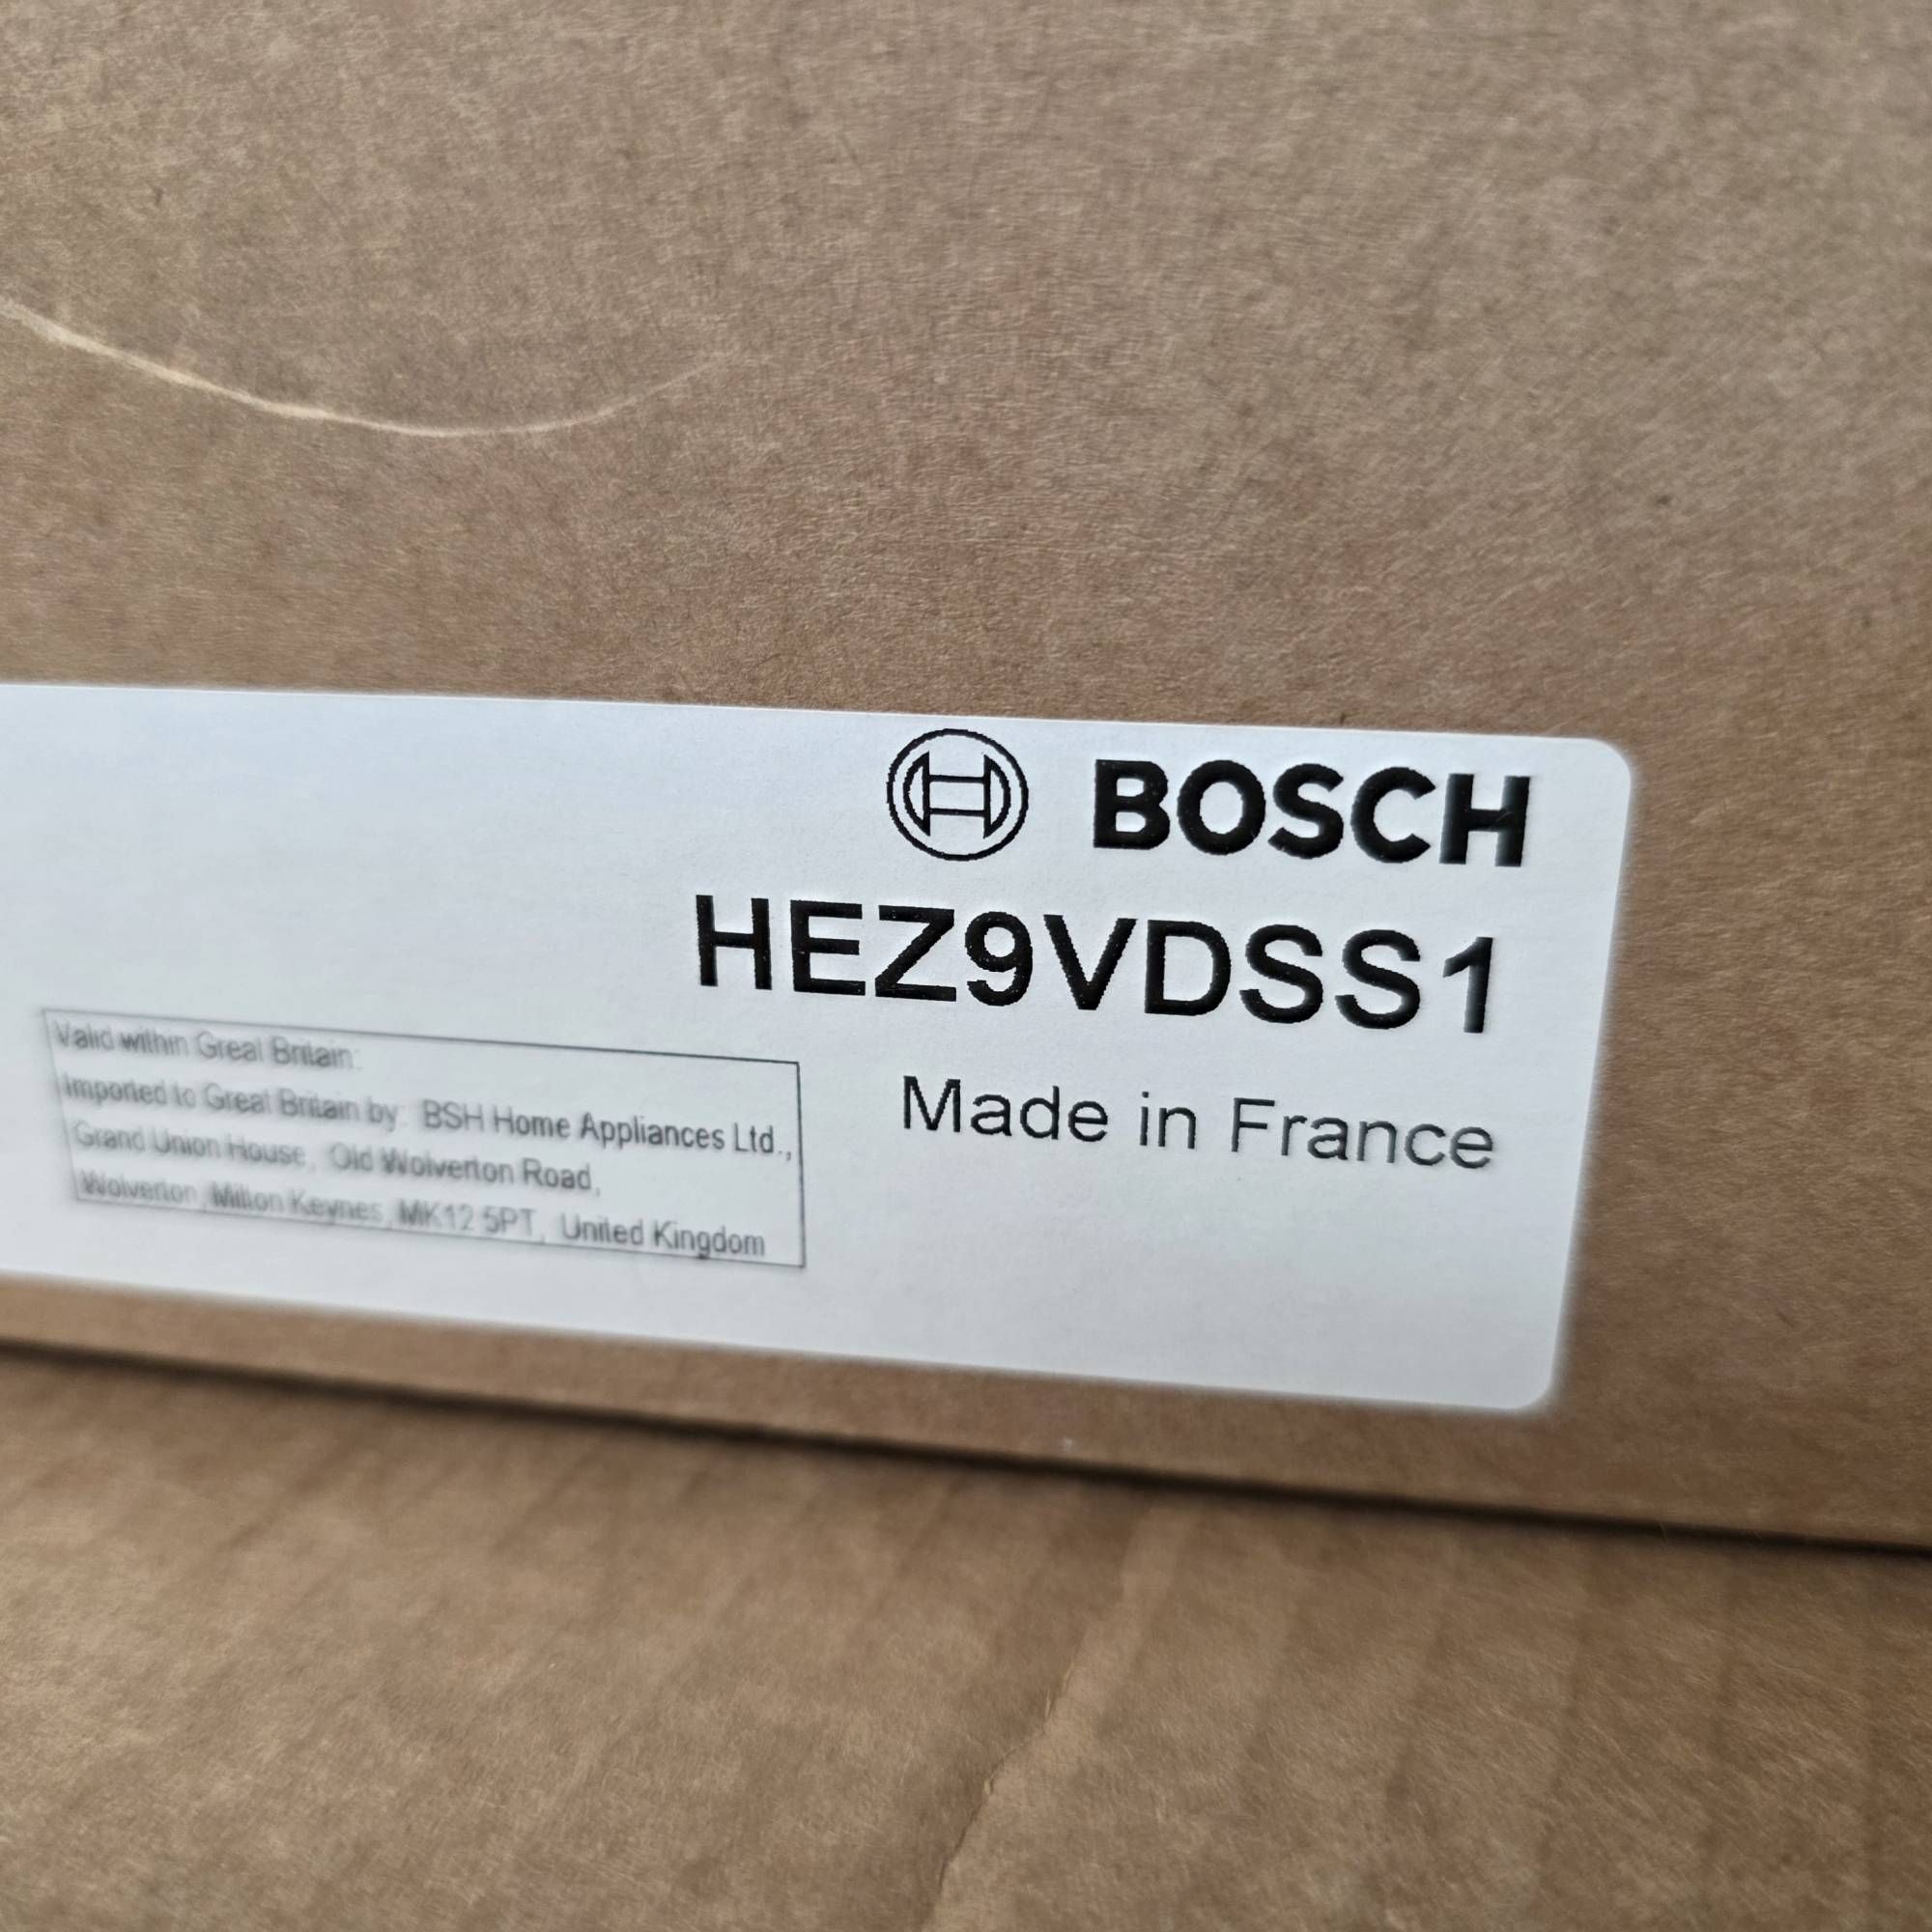 BOSCH
HEZ9VDSS1
Made in France
Valid within Great Britain:
Imported to Great Britain by: BSH Home Appliances Ltd.,
Grand Union House, Old Wolverton Road,
Wolverton, Milton Keynes, MK12 5PT, United Kingdom